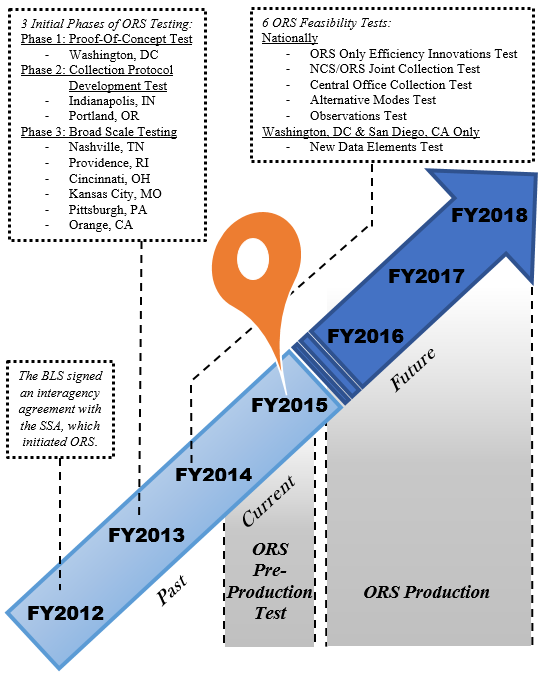 3 Initial Phases of ORS Testing:
Phase 1: Proof-Of-Concept Test
- Washington, DC
Phase 2: Collection Protocol
Development Test
- Indianapolis, IN
- Portland, OR
Phase 3: Broad Scale Testing
- Nashville, TN
- Providence, RI
- Cincinnati, OH
- Kansas City, MO
- Pittsburgh, PA
- Orange, CA
6 ORS Feasibility Tests:
Nationally
- ORS Only Efficiency Innovations Test
- NCS/ORS Joint Collection Test
- Central Office Collection Test
- Alternative Modes Test
- Observations Test
Washington, DC & San Diego, CA Only
- New Data Elements Test
FY2018
FY2017
FY2016
Future
The BLS signed
an interagency
agreement with
the SSA, which
initiated ORS.
FY2015
FY2014
Current
FY2013
FY2012
Past
ORS
Pre-
Production
Test
ORS Production